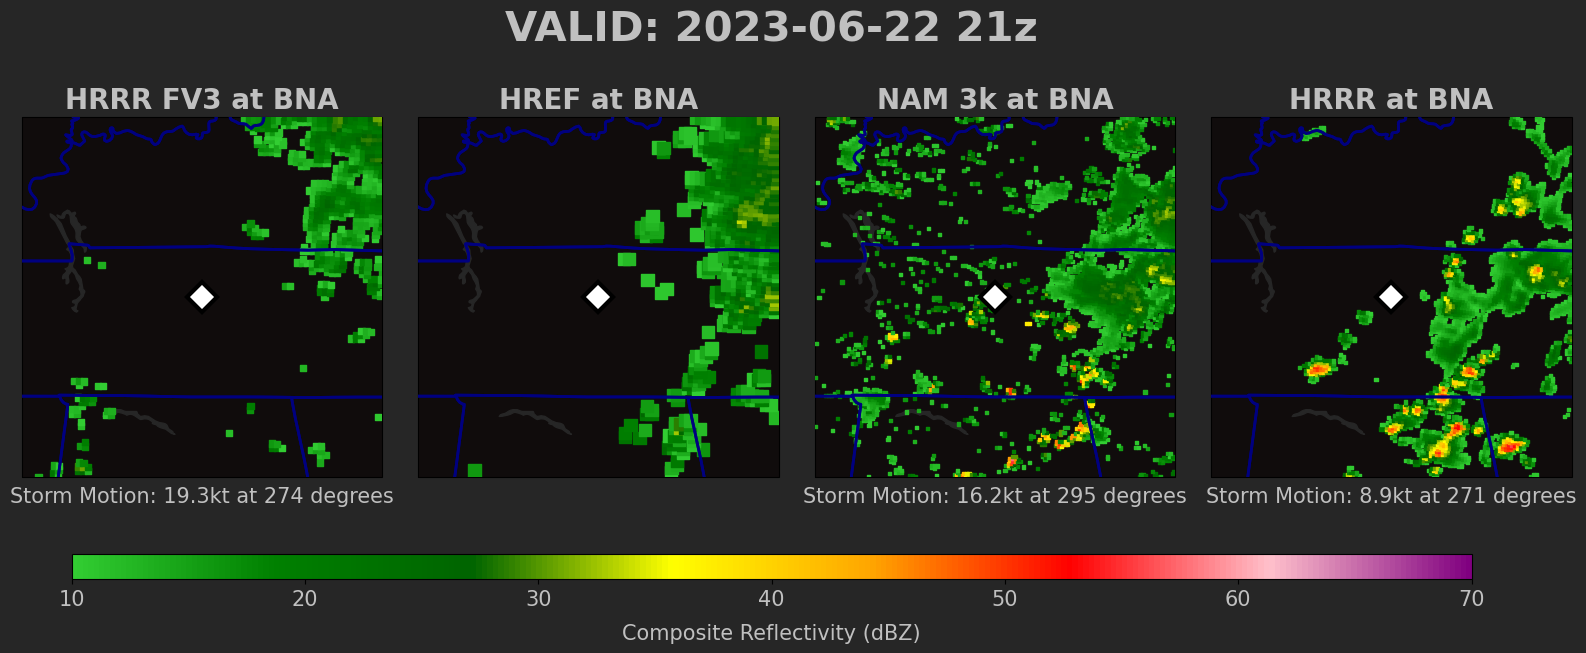 VALID: 2023-06-22 21z
HRRR FV3 at BNA
HREF at BNA
NAM 3k at BNA
HRRR at BNA
Storm Motion: 19.3kt at 274 degrees
Storm Motion: 16.2kt at 295 degrees
Storm Motion: 8.9kt at 271 degrees
10 20 30 40 50 60 70
Composite Reflectivity (dBZ)